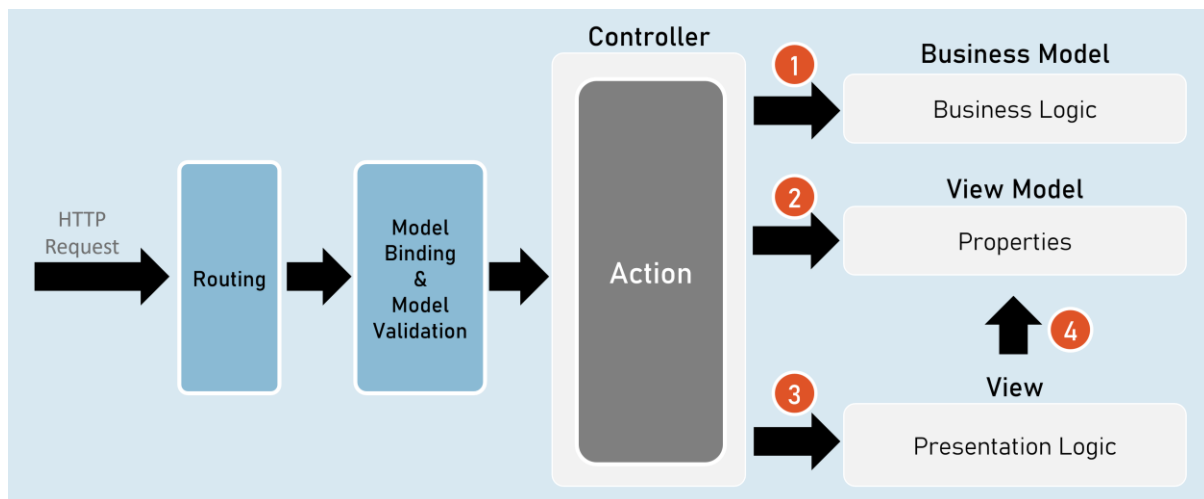 HTTP
Request
Routing
Model
Binding
&
Model
Validation
Controller
Action
1
Business Model
Business Logic
2
View Model
Properties
4
3
View
Presentation Logic